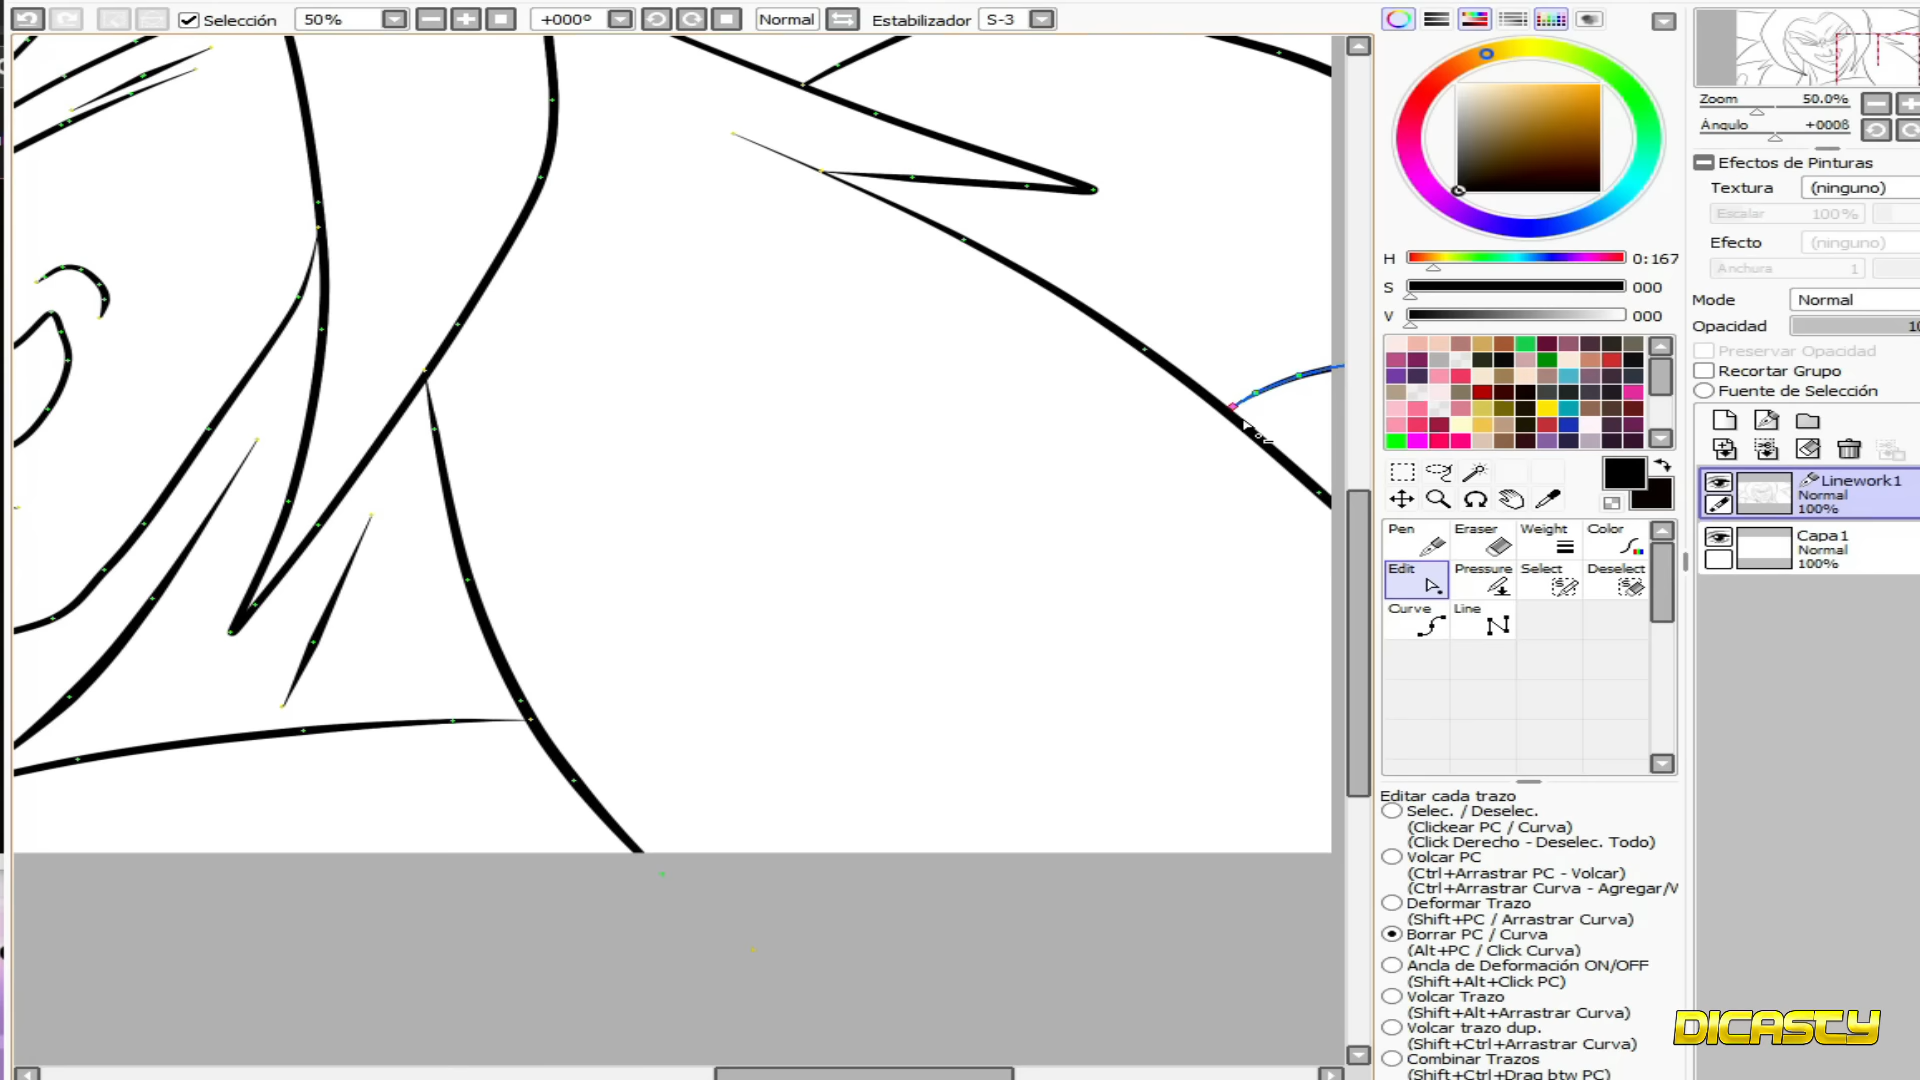 Selección
50%
+000º
Normal
Estabilizador
S-3
H
0:167
S
000
V
000
Pen
Eraser
Weight
Color
Edit
Pressure
Select
Deselect
Curve
Line
Editar cada trazo
Selec. / Deselec.
(Clickear PC / Curva)
(Click Derecho - Deselec. Todo)
Volcar PC
(Ctrl+Arrastrar PC - Volcar)
(Ctrl+Arrastrar Curva - Agregar/V
Deformar Trazo
(Shift+PC / Arrastrar Curva)
Borrar PC / Curva
(Alt+PC / Click Curva)
Ancla de Deformación ON/OFF
(Shift+Alt+Click PC)
Volcar Trazo
(Shift+Alt+Arrastrar Curva)
Volcar trazo dup.
(Shift+Ctrl+Arrastrar Curva)
Combinar Trazos
(Shift+Ctrl+Drag btw PC)
Zoom
50.0%
Ángulo
Efectos de Pinturas
Textura
(ninguno)
Escalar
100%
Efecto
(ninguno)
Anchura
1
Mode
Normal
Opacidad
Preservar Opacidad
Recortar Grupo
Fuente de Selección
Linework1
Normal
100%
Capa1
Normal
100%
DICASTY